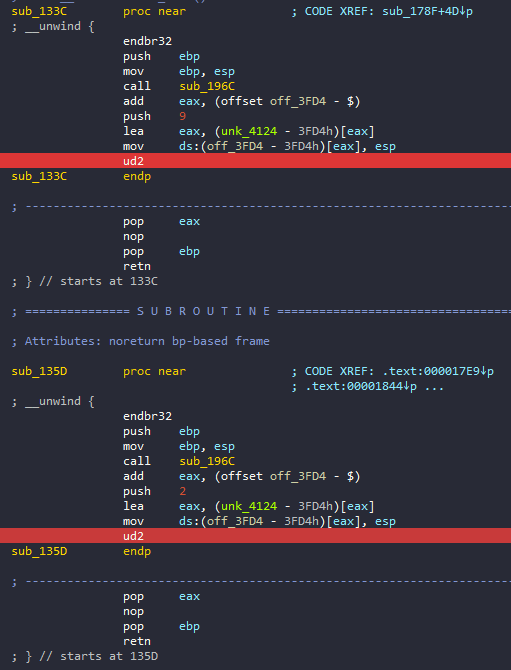 sub_133C proc near ; CODE XREF: sub_178F+4D↓p
; __unwind {
endbr32
push ebp
mov ebp, esp
call sub_196C
add eax, (offset off_3FD4 - $)
push 9
lea eax, (unk_4124 - 3FD4h)[eax]
mov ds:(off_3FD4 - 3FD4h)[eax], esp
ud2
sub_133C endp
; ---------------------------------------------------------------
pop eax
nop
pop ebp
retn
; } // starts at 133C
; =============== S U B R O U T I N E ===================================
; Attributes: noreturn bp-based frame
sub_135D proc near ; CODE XREF: .text:000017E9↓p
; .text:00001844↓p ...
; __unwind {
endbr32
push ebp
mov ebp, esp
call sub_196C
add eax, (offset off_3FD4 - $)
push 2
lea eax, (unk_4124 - 3FD4h)[eax]
mov ds:(off_3FD4 - 3FD4h)[eax], esp
ud2
sub_135D endp
; ---------------------------------------------------------------
pop eax
nop
pop ebp
retn
; } // starts at 135D